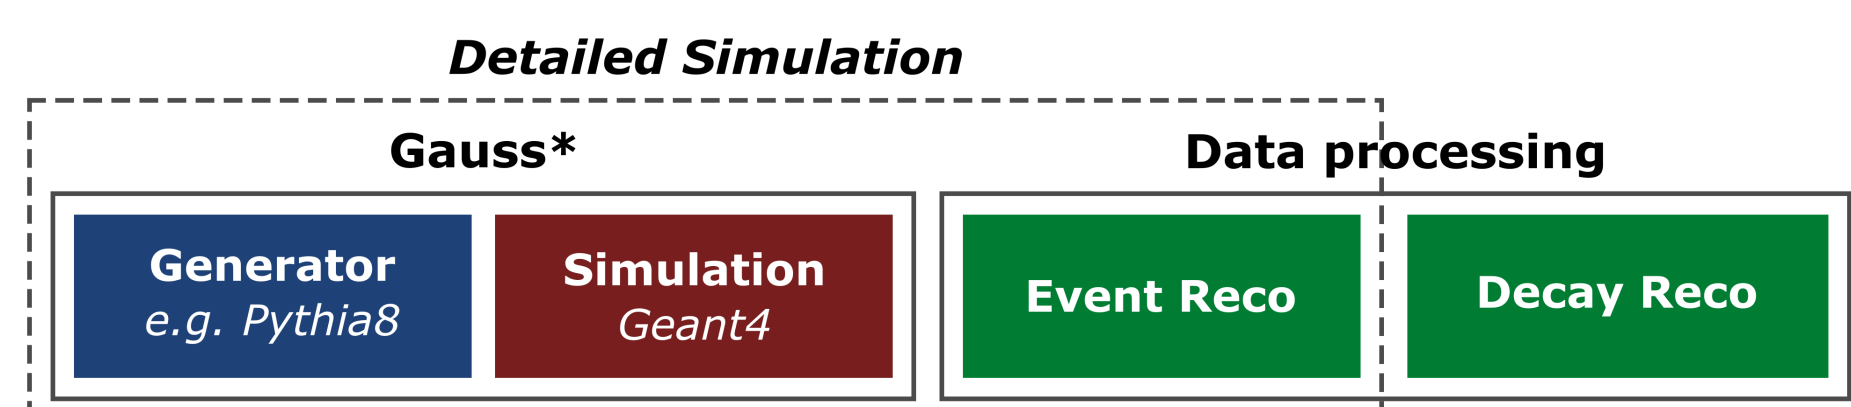 Detailed Simulation
Gauss*
Data processing
Generator
e.g. Pythia8
Simulation
Geant4
Event Reco
Decay Reco